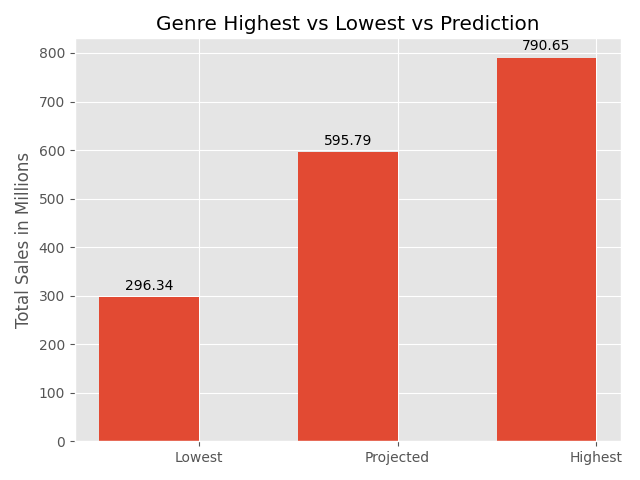 Genre Highest vs Lowest vs Prediction
Total Sales in Millions
800
700
600
500
400
300
200
100
0
296.34
595.79
790.65
Lowest
Projected
Highest